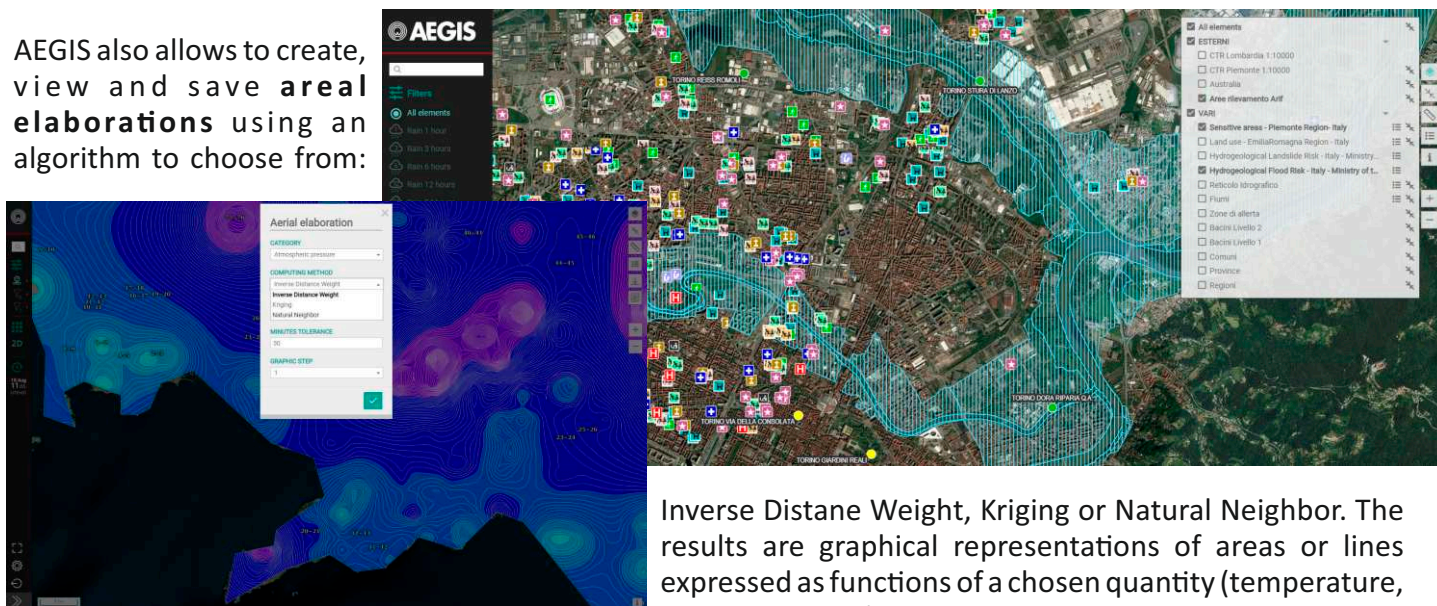 AEGIS also allows to create,
view and save areal
elaborations using an
algorithm to choose from:
AEGIS
Filters
All elements
Rain 1 hour
Rain 3 hours
Rain 6 hours
Rain 12 hours
TORINO REISS ROMOLI
TORINO STURA DI LANZO
TORINO DORA RIPARIA CA
TORINO VIA DELLA CONSOLATA
TORINO GIARDINI REALI
All elements
ESTERNI
CTR Lombardia 1:10000
CTR Piemonte 1:10000
Australia
Aree rilevamento Arif
VARI
Sensitive areas - Piemonte Region- Italy
Land use - EmiliaRomagna Region - Italy
Hydrogeological Landslide Risk - Italy - Ministry...
Hydrogeological Flood Risk - Italy - Ministry of t...
Reticolo Idrografico
Fiumi
Zone di allerta
Bacini Livello 2
Bacini Livello 1
Comuni
Province
Regioni
Aerial elaboration
CATEGORY
Atmospheric pressure
COMPUTING METHOD
Inverse Distance Weight
Inverse Distance Weight
Kriging
Natural Neighbor
MINUTES TOLERANCE
30
GRAPHIC STEP
1
2D
Inverse Distane Weight, Kriging or Natural Neighbor. The
results are graphical representations of areas or lines
expressed as functions of a chosen quantity (temperature,